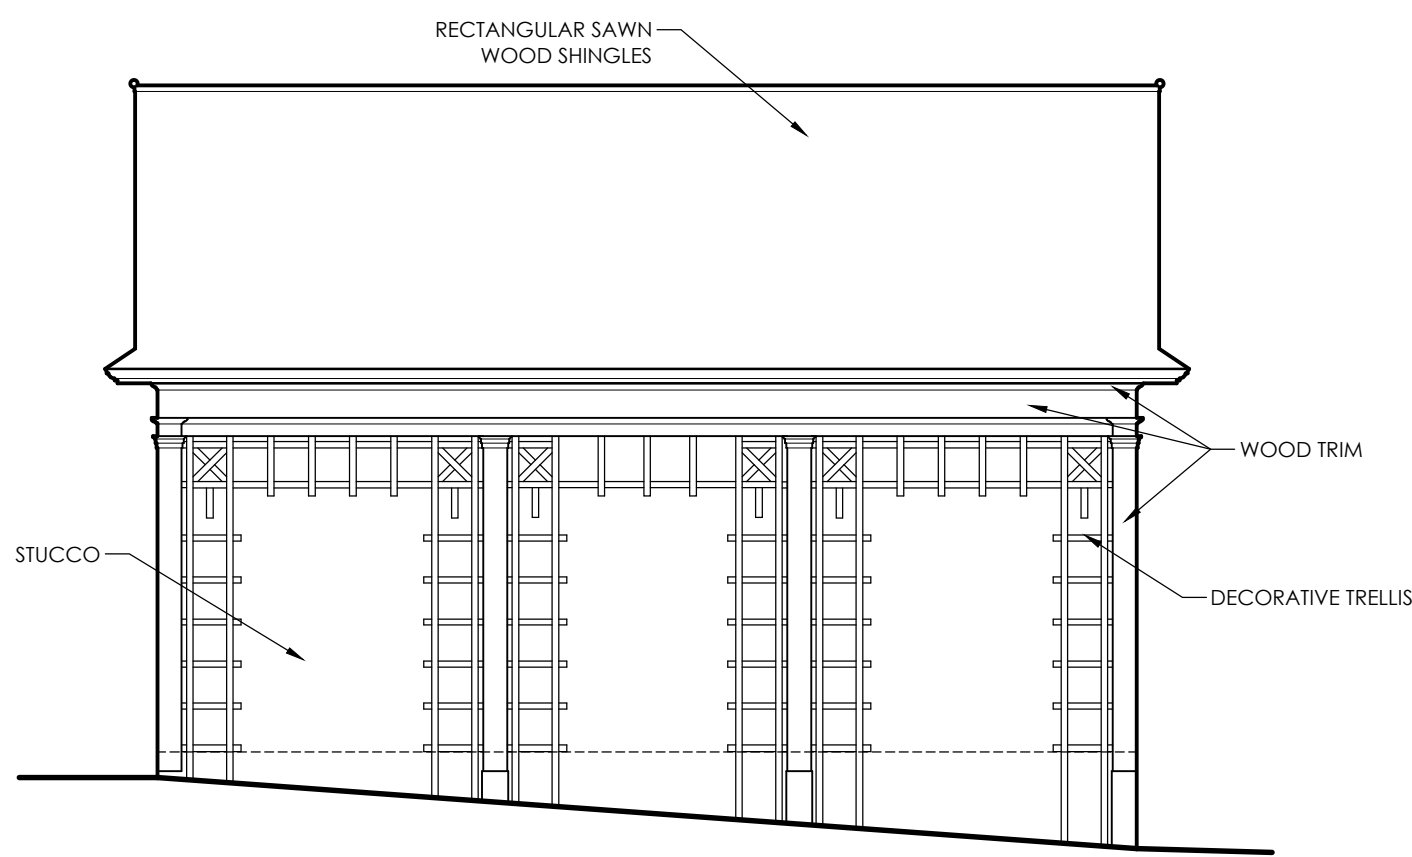 RECTANGULAR SAWN
WOOD SHINGLES
WOOD TRIM
STUCCO
DECORATIVE TRELLIS